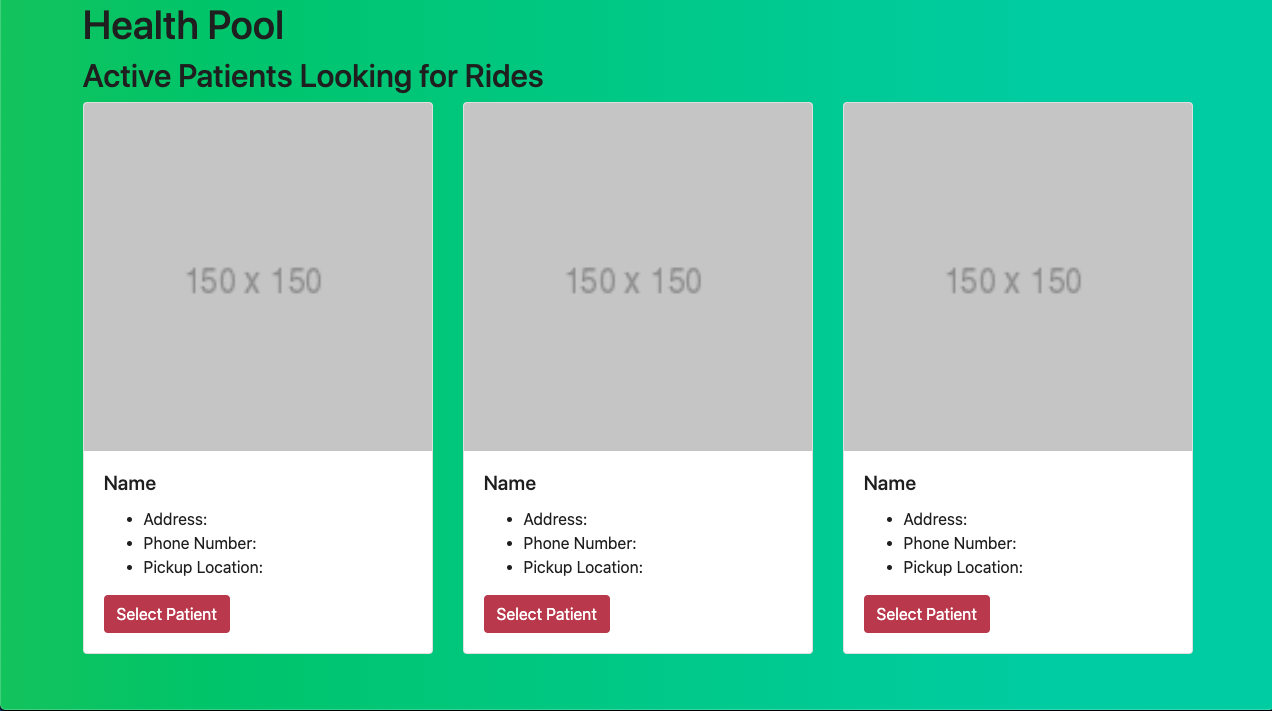 Health Pool
Active Patients Looking for Rides
150 x 150
150 x 150
150 x 150
Name
Address:
Phone Number:
Pickup Location:
Select Patient
Name
Address:
Phone Number:
Pickup Location:
Select Patient
Name
Address:
Phone Number:
Pickup Location:
Select Patient